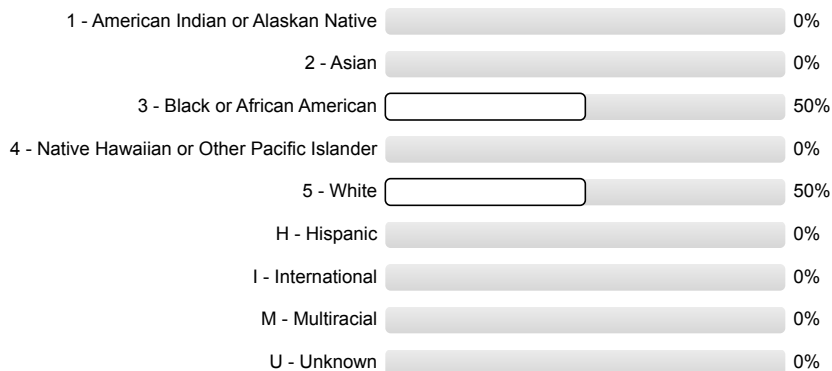 1 - American Indian or Alaskan Native 0%
2 - Asian 0%
3 - Black or African American 50%
4 - Native Hawaiian or Other Pacific Islander 0%
5 - White 50%
H - Hispanic 0%
I - International 0%
M - Multiracial 0%
U - Unknown 0%